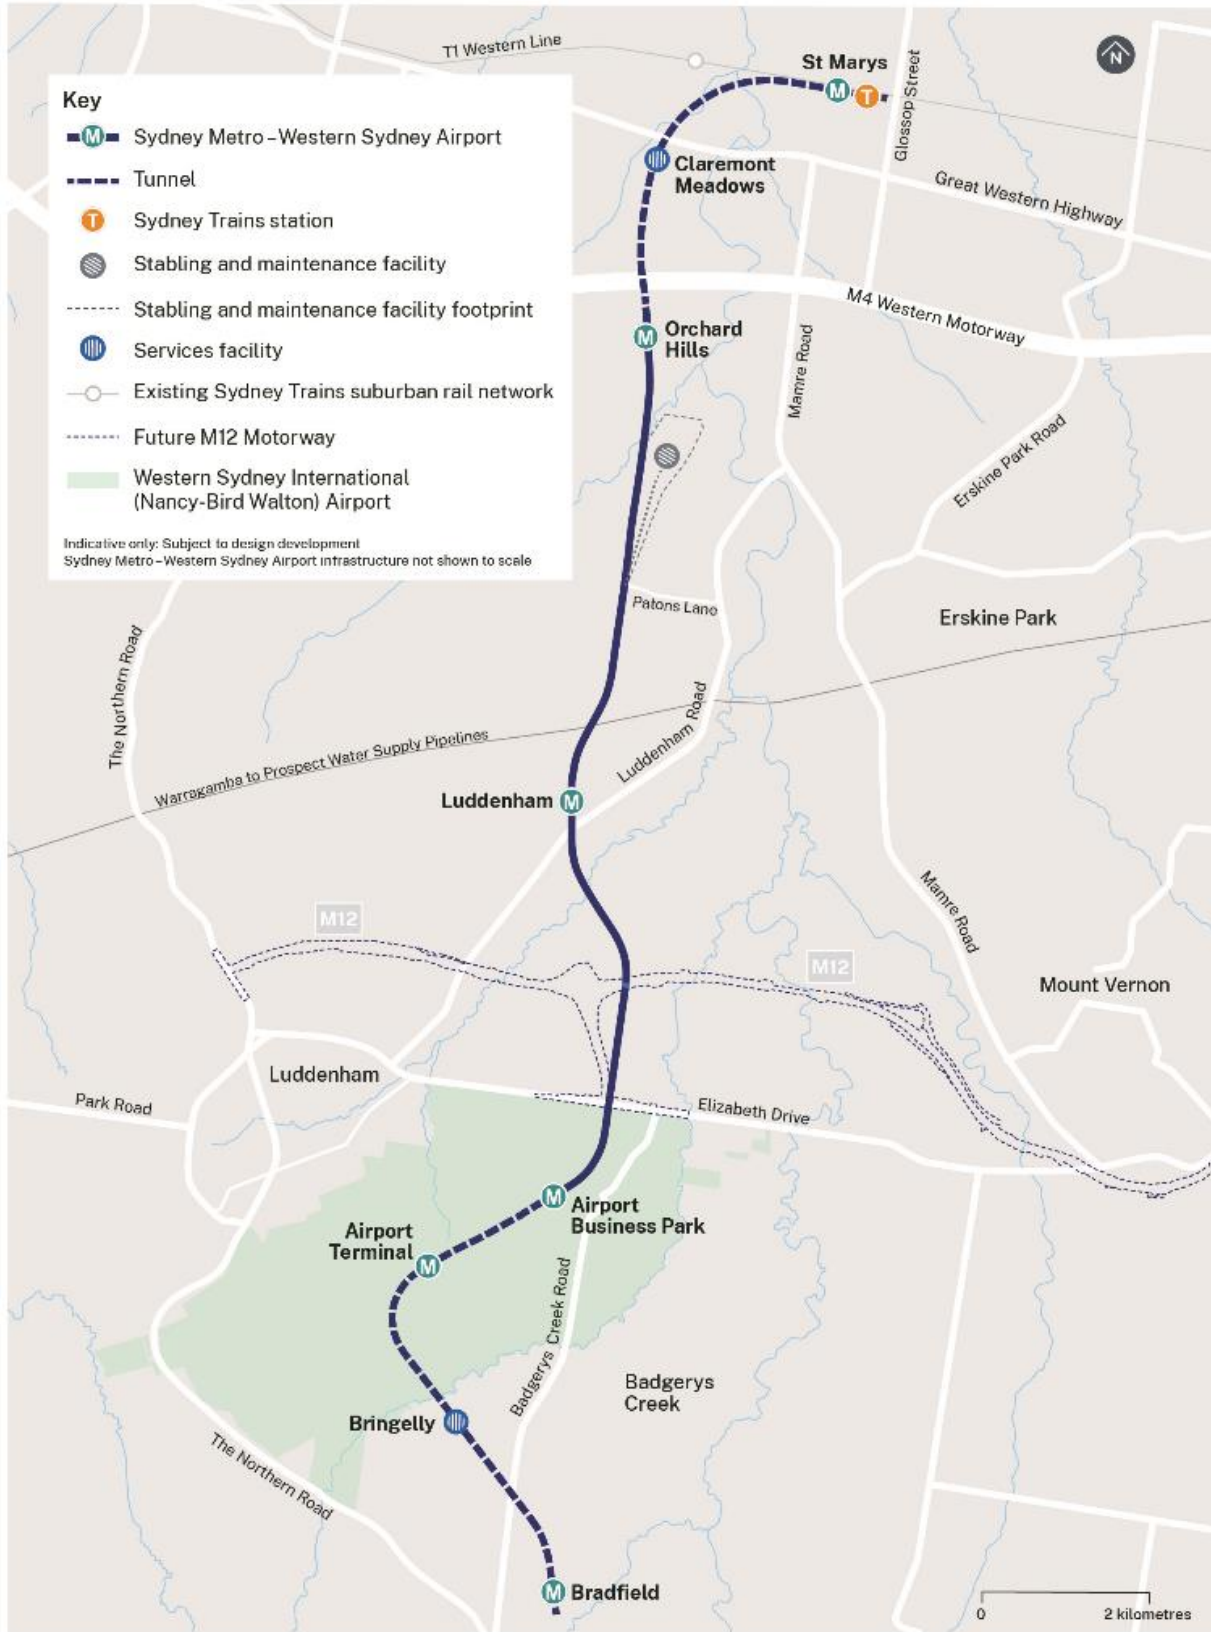 T1 Western Line
St Marys
M
T
Glossop Street
N
Key
M Sydney Metro – Western Sydney Airport
Tunnel
T Sydney Trains station
Stabling and maintenance facility
Stabling and maintenance facility footprint
Services facility
Existing Sydney Trains suburban rail network
Future M12 Motorway
Western Sydney International
(Nancy-Bird Walton) Airport
Indicative only: Subject to design development
Sydney Metro – Western Sydney Airport infrastructure not shown to scale
Claremont
Meadows
Great Western Highway
M4 Western Motorway
M
Orchard
Hills
Mamre Road
Erskine Park Road
Patons Lane
Erskine Park
The Northern Road
Luddenham Road
Warragamba to Prospect Water Supply Pipelines
Luddenham
M
Mamre Road
M12
M12
Mount Vernon
Luddenham
Park Road
Elizabeth Drive
M
Airport
Business Park
Airport
Terminal
M
Badgerys Creek Road
Badgerys
Creek
Bringelly
The Northern Road
M
Bradfield
0
2 kilometres